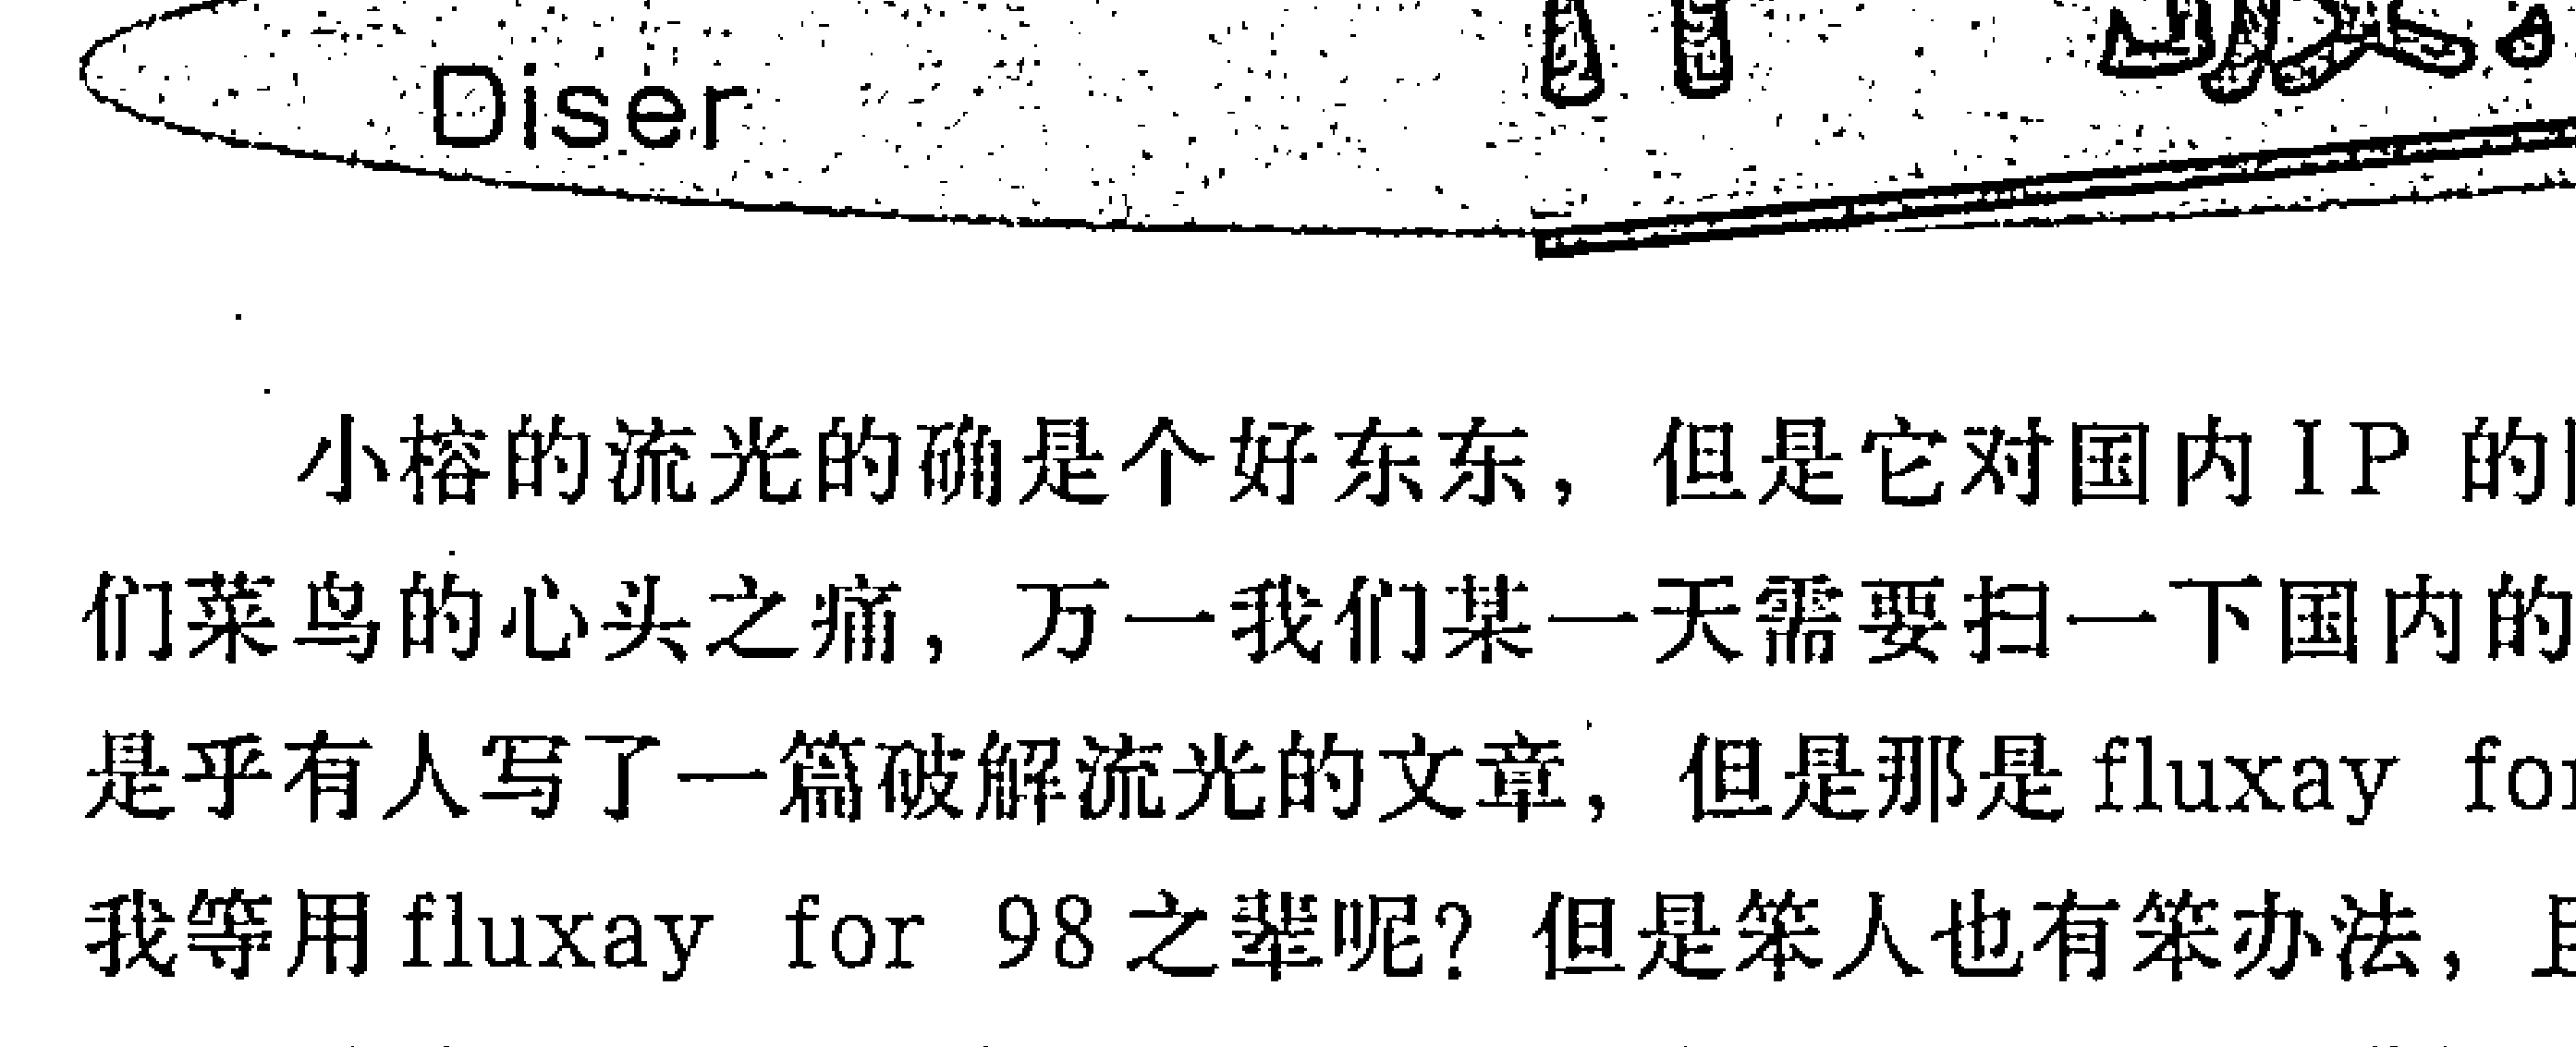 Diser
小榕的流光的确是个好东东，但是它对国内IP 的
们菜鸟的心头之痛，万一我们某一天需要扫一下国内的
是乎有人写了一篇破解流光的文章，但是那是fluxay for
我等用fluxay for 98之辈呢？但是笨人也有笨办法，